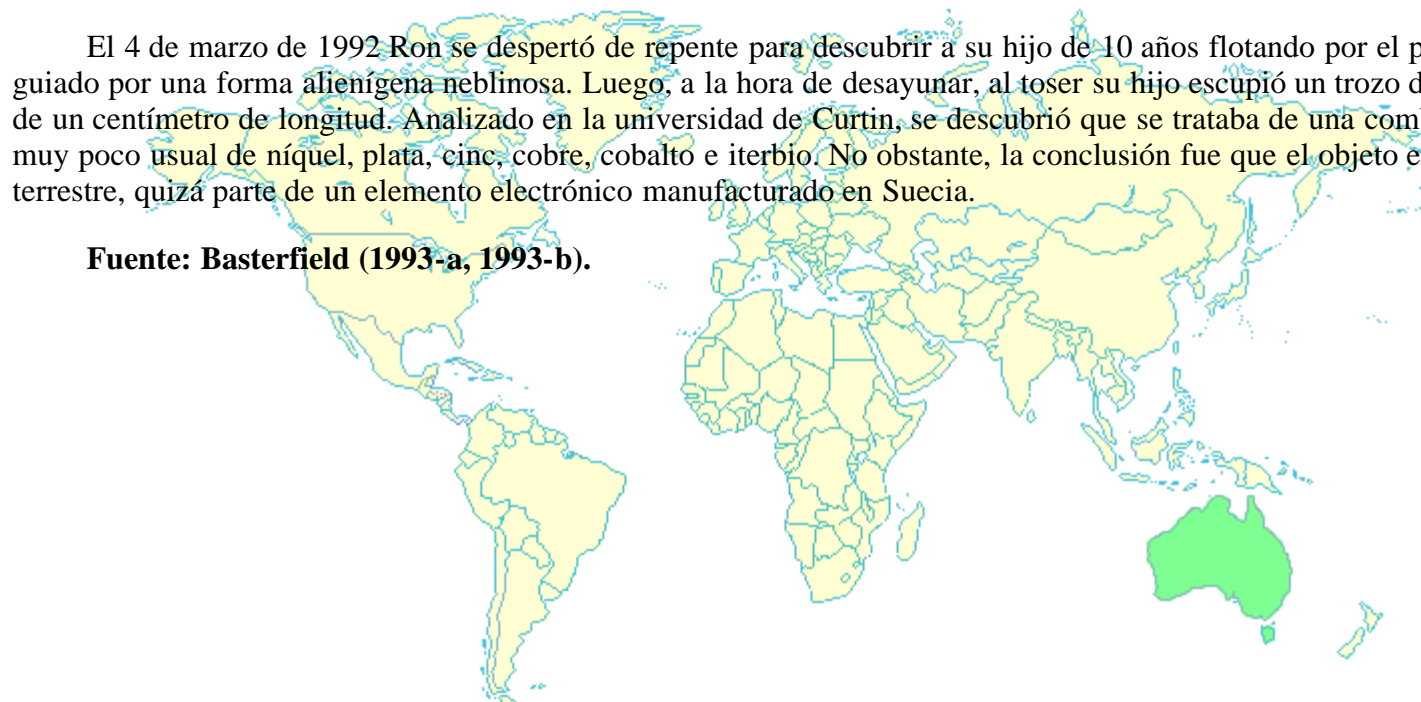 El 4 de marzo de 1992 Ron se despertó de repente para descubrir a su hijo de 10 años flotando por el
guiado por una forma alienígena neblinosa. Luego, a la hora de desayunar, al toser su hijo escupió un trozo
de un centímetro de longitud. Analizado en la universidad de Curtin, se descubrió que se trataba de una
muy poco usual de níquel, plata, cinc, cobre, cobalto e iterbio. No obstante, la conclusión fue que el objeto
terrestre, quizá parte de un elemento electrónico manufacturado en Suecia.
Fuente: Basterfield (1993-a, 1993-b).